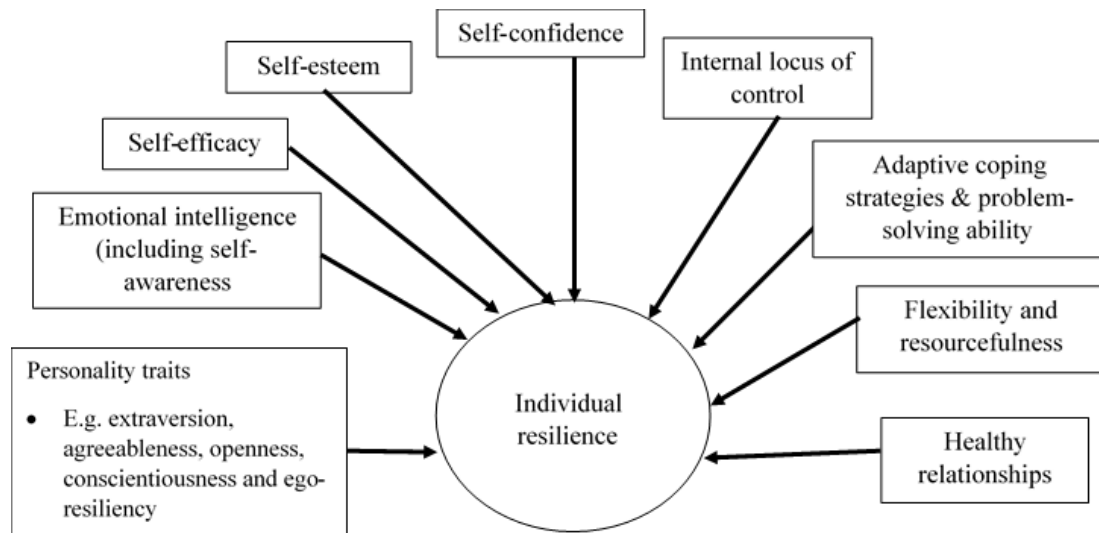 Self-confidence
Self-esteem
Internal locus of
control
Self-efficacy
Adaptive coping
strategies & problem-
solving ability
Emotional intelligence
(including self-
awareness
Flexibility and
resourcefulness
Personality traits
● E.g. extraversion,
agreeableness, openness,
conscientiousness and ego-
resiliency
Individual
resilience
Healthy
relationships